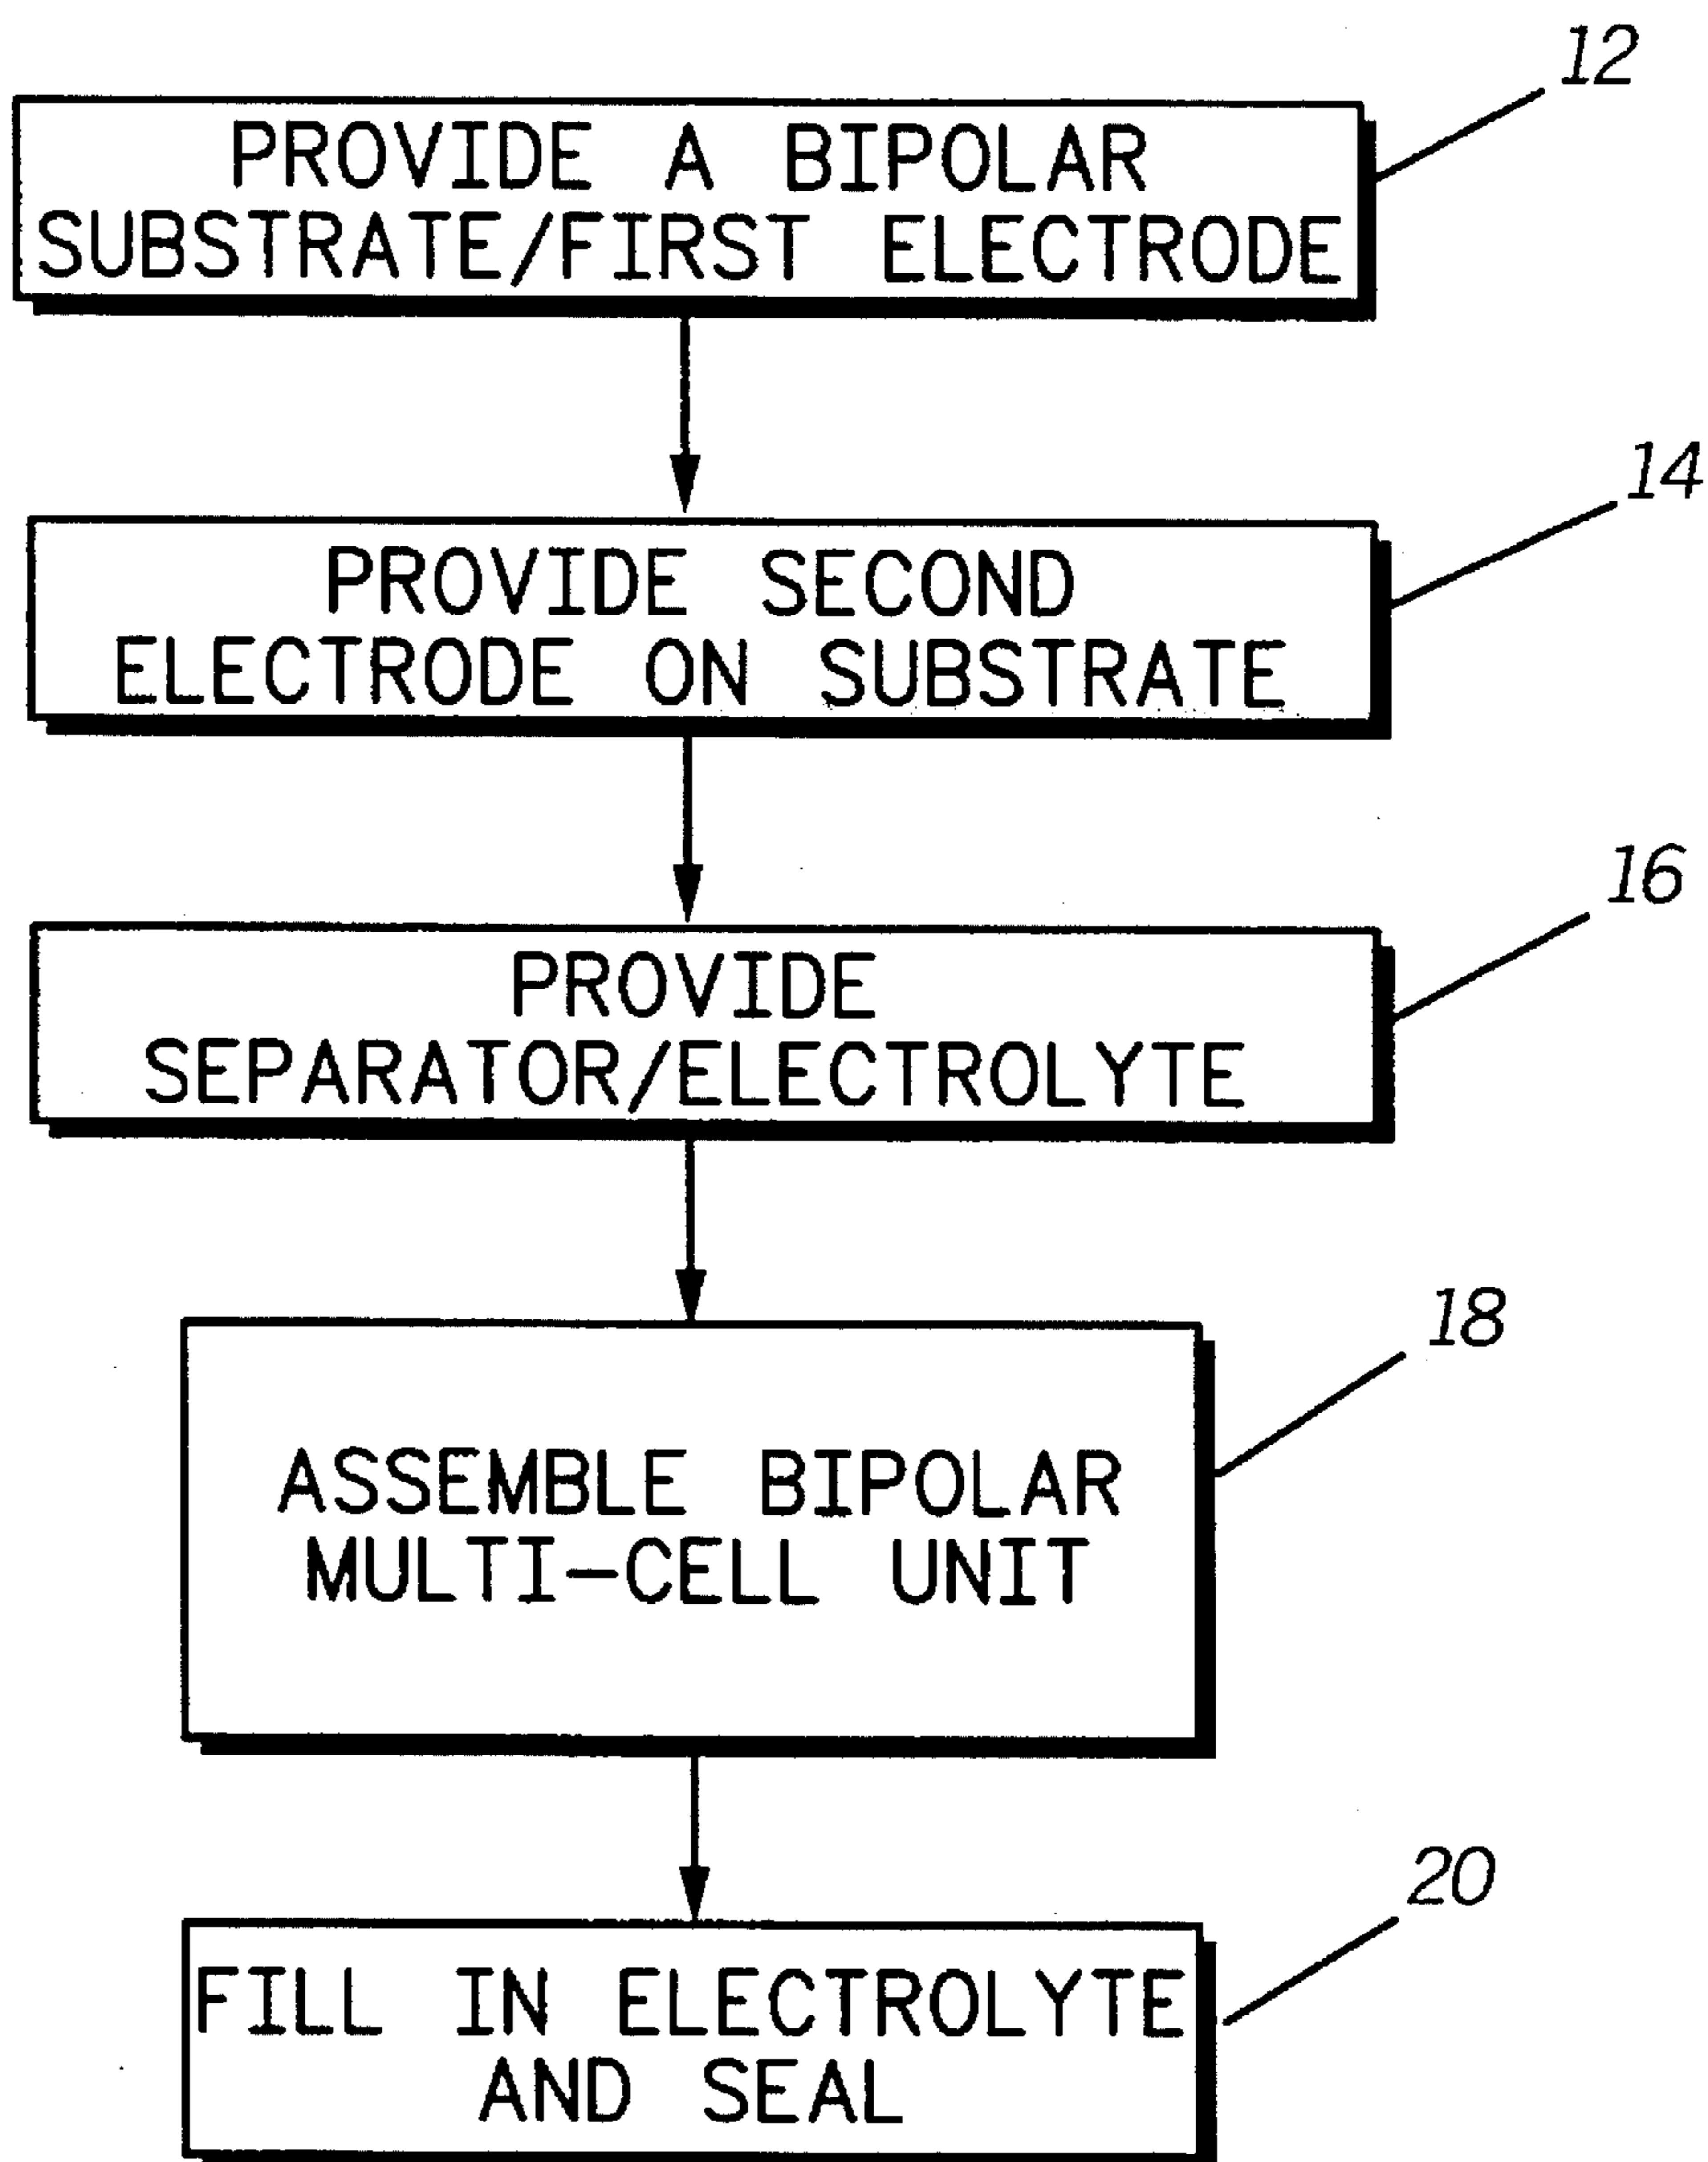 12
PROVIDE A BIPOLAR
SUBSTRATE/FIRST ELECTRODE
14
PROVIDE SECOND
ELECTRODE ON SUBSTRATE
16
PROVIDE
SEPARATOR/ELECTROLYTE
18
ASSEMBLE BIPOLAR
MULTI-CELL UNIT
20
FILL IN ELECTROLYTE
AND SEAL